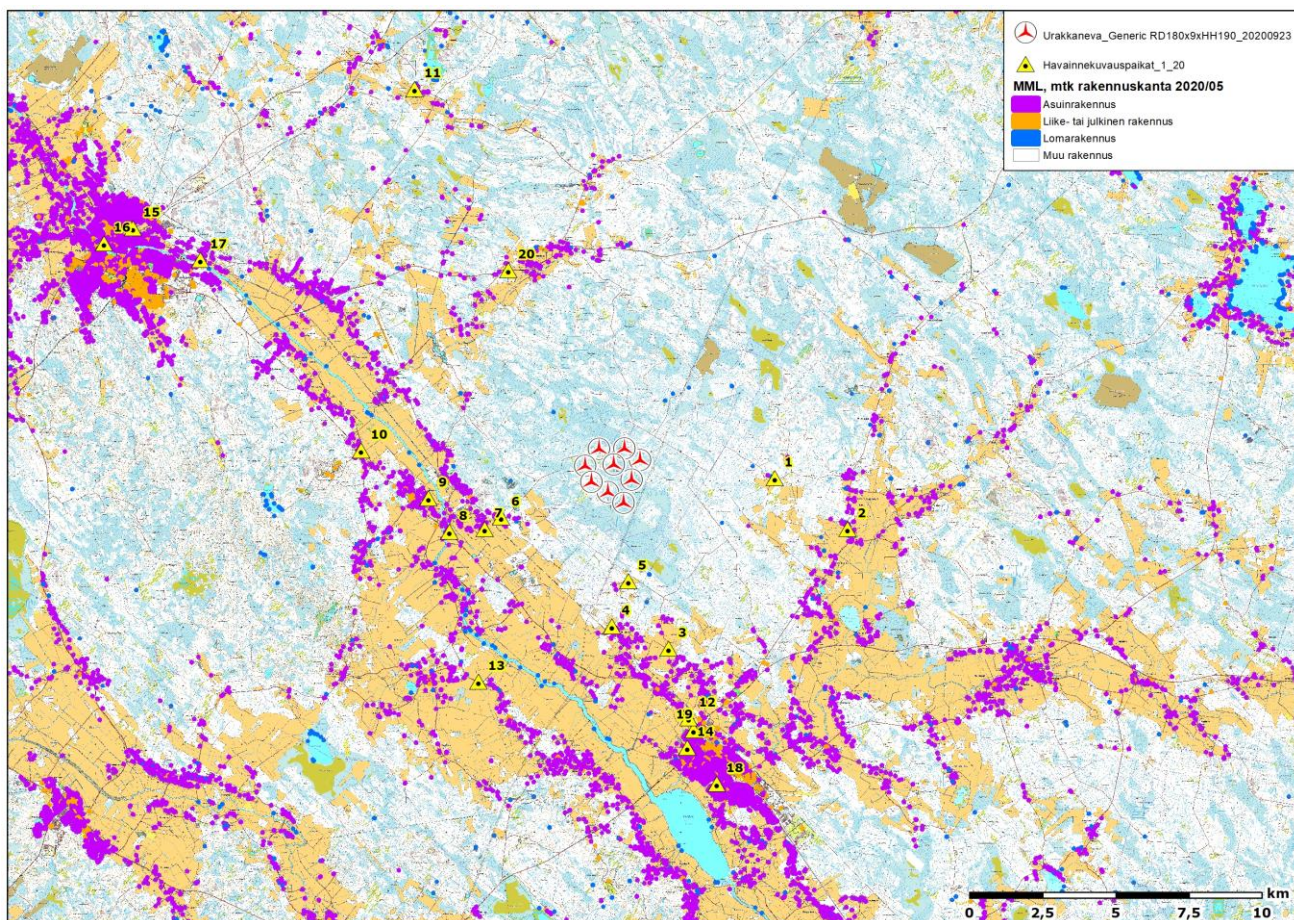 Urakkaneva_Generic RD180x9xHH190_20200923
Havainnekuvauspaikat_1_20
MML, mtk rakennuskanta 2020/05
Asuinrakennus
Liike- tai julkinen rakennus
Lomarakennus
Muu rakennus
11
15
16
17
20
10
1
9
6
2
8
7
5
4
3
13
12
19
14
18
km
0 2,5 5 7,5 10